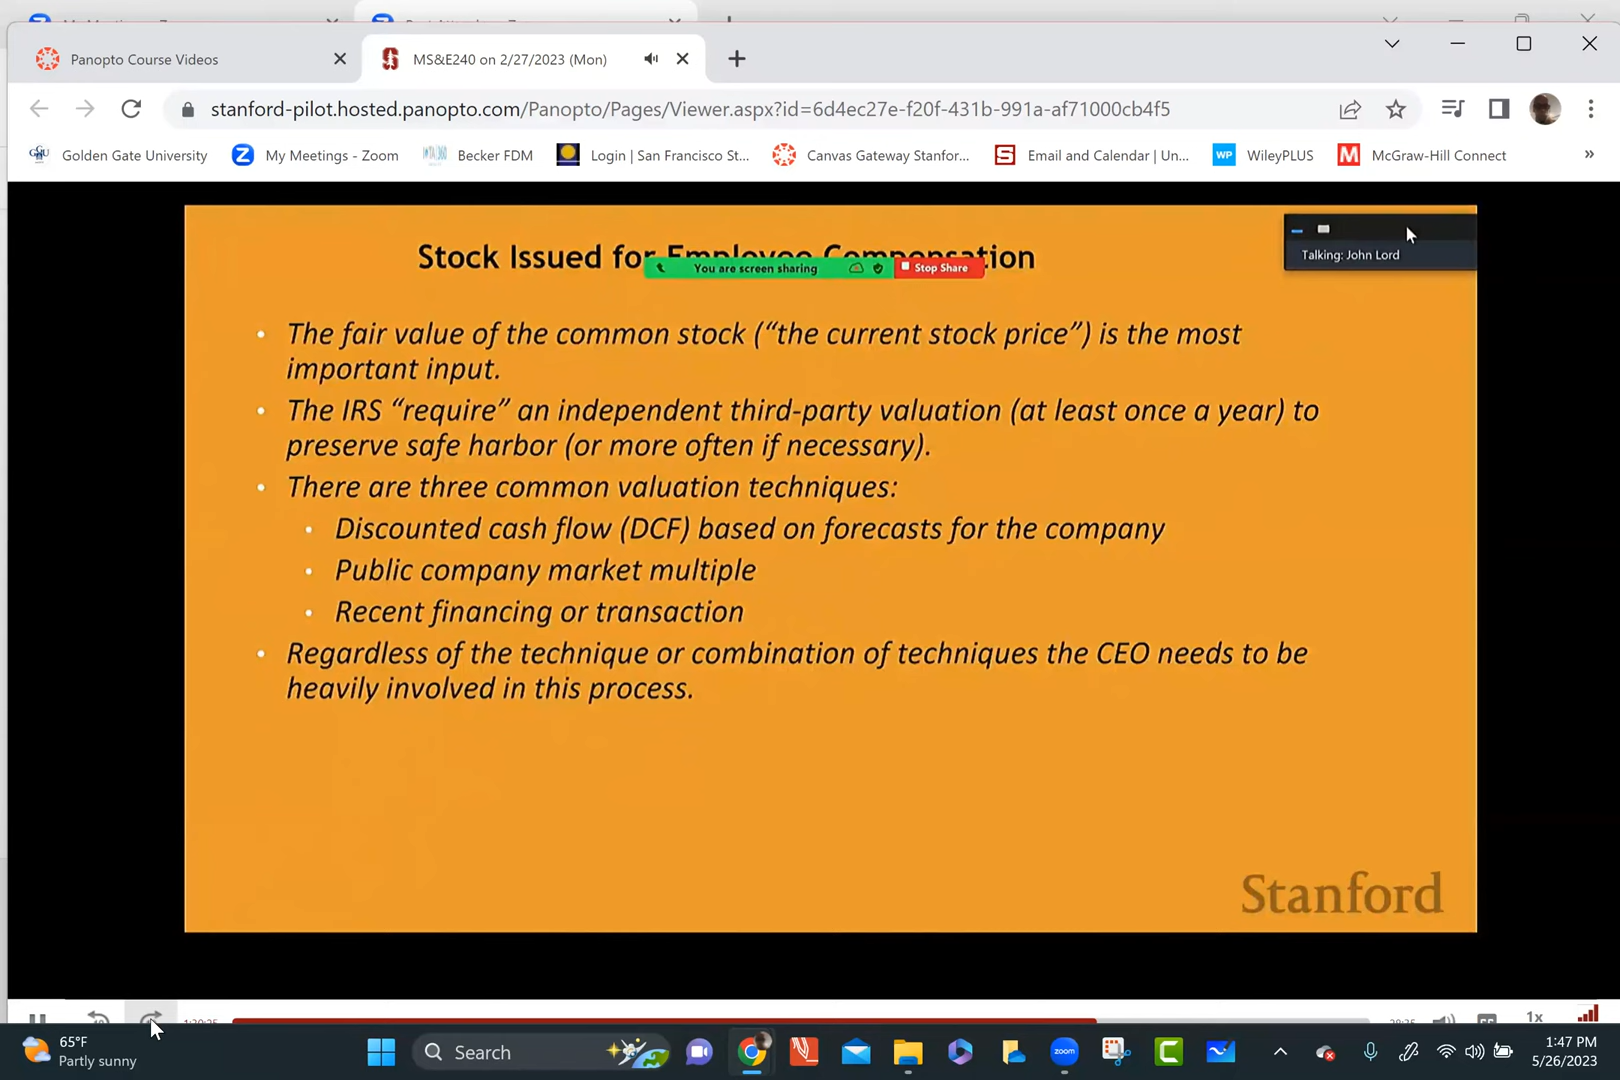 Panopto Course Videos
MS&E240 on 2/27/2023 (Mon)
stanford-pilot.hosted.panopto.com/Panopto/Pages/Viewer.aspx?id=6d4ec27e-f20f-431b-991a-af71000cb4f5
Golden Gate University
My Meetings - Zoom
Becker FDM
Login | San Francisco St...
Canvas Gateway Stanfor...
Email and Calendar | Un...
WP WileyPLUS
M McGraw-Hill Connect
Stock Issued for Employee Compensation
You are screen sharing
Stop Share
Talking: John Lord
• The fair value of the common stock (“the current stock price”) is the most
important input.
• The IRS “require” an independent third-party valuation (at least once a year) to
preserve safe harbor (or more often if necessary).
• There are three common valuation techniques:
• Discounted cash flow (DCF) based on forecasts for the company
• Public company market multiple
• Recent financing or transaction
• Regardless of the technique or combination of techniques the CEO needs to be
heavily involved in this process.
Stanford
1x
65°F
Partly sunny
Search
zoom
1:47 PM
5/26/2023